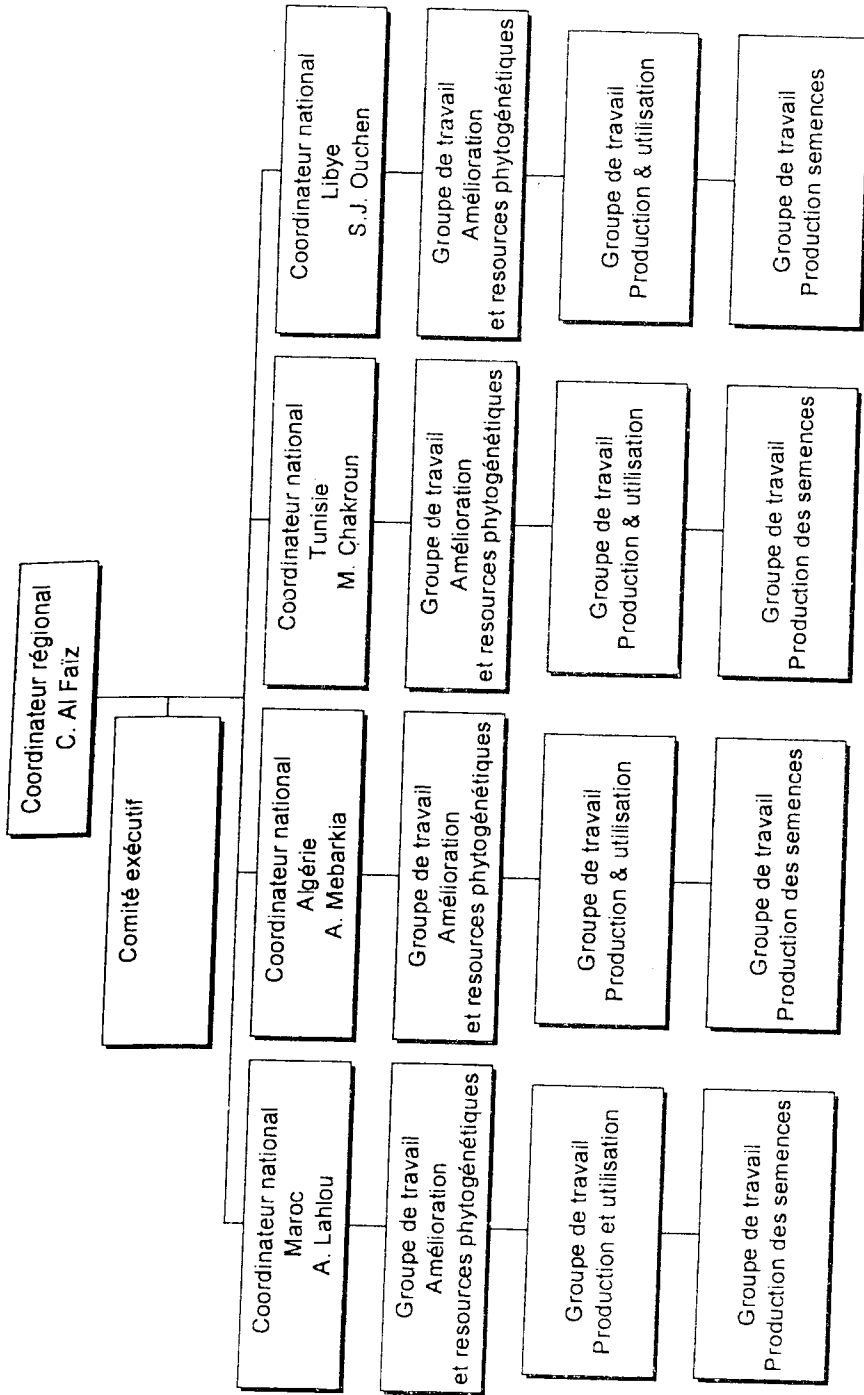 Coordinateur régional
C. Al Faïz
Comité exécutif
Coordinateur national
Maroc
A. Lahlou
Groupe de travail
Amélioration
et resources phytogénétiques
Groupe de travail
Production et utilisation
Groupe de travail
Production des semences
Coordinateur national
Algérie
A. Mebarkia
Groupe de travail
Amélioration
et resources phytogénétiques
Groupe de travail
Production & utilisation
Groupe de travail
Production des semences
Coordinateur national
Tunisie
M. Chakroun
Groupe de travail
Amélioration
et resources phytogénétiques
Groupe de travail
Production & utilisation
Groupe de travail
Production des semences
Coordinateur national
Libye
S.J. Ouchen
Groupe de travail
Amélioration
et resources phytogénétiques
Groupe de travail
Production & utilisation
Groupe de travail
Production semences